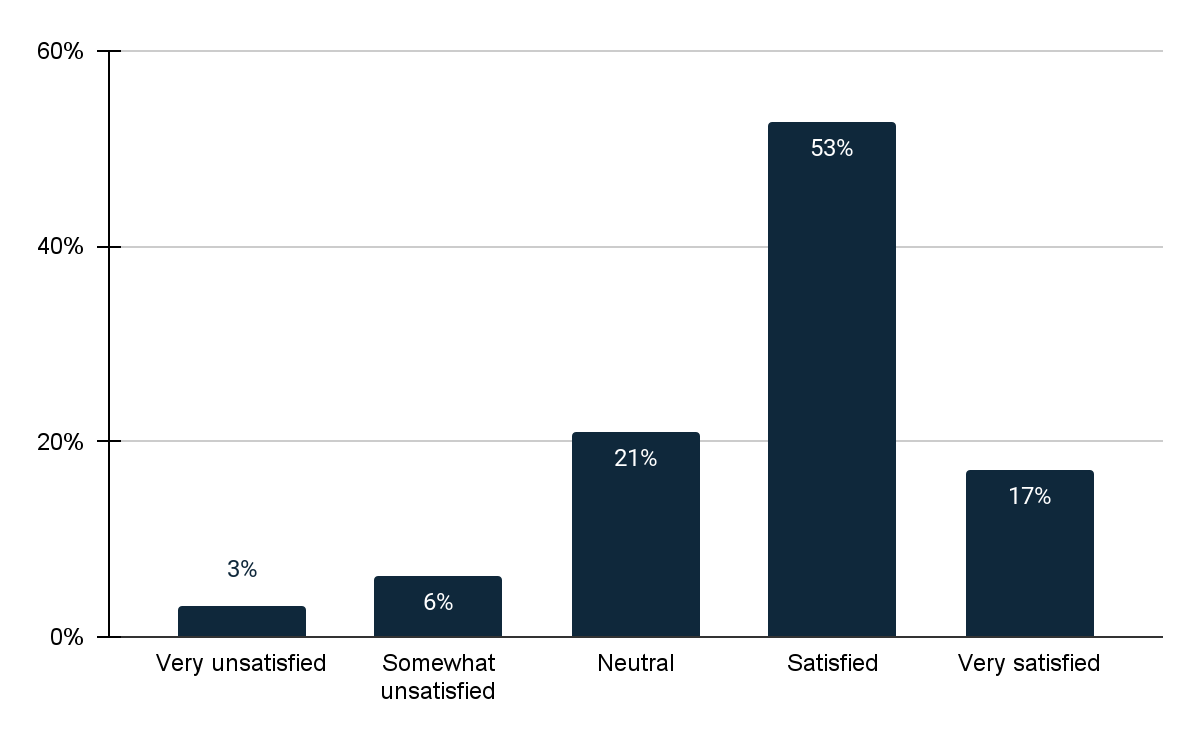 60%
40%
20%
0%
3%
6%
21%
53%
17%
Very unsatisfied
Somewhat
unsatisfied
Neutral
Satisfied
Very satisfied